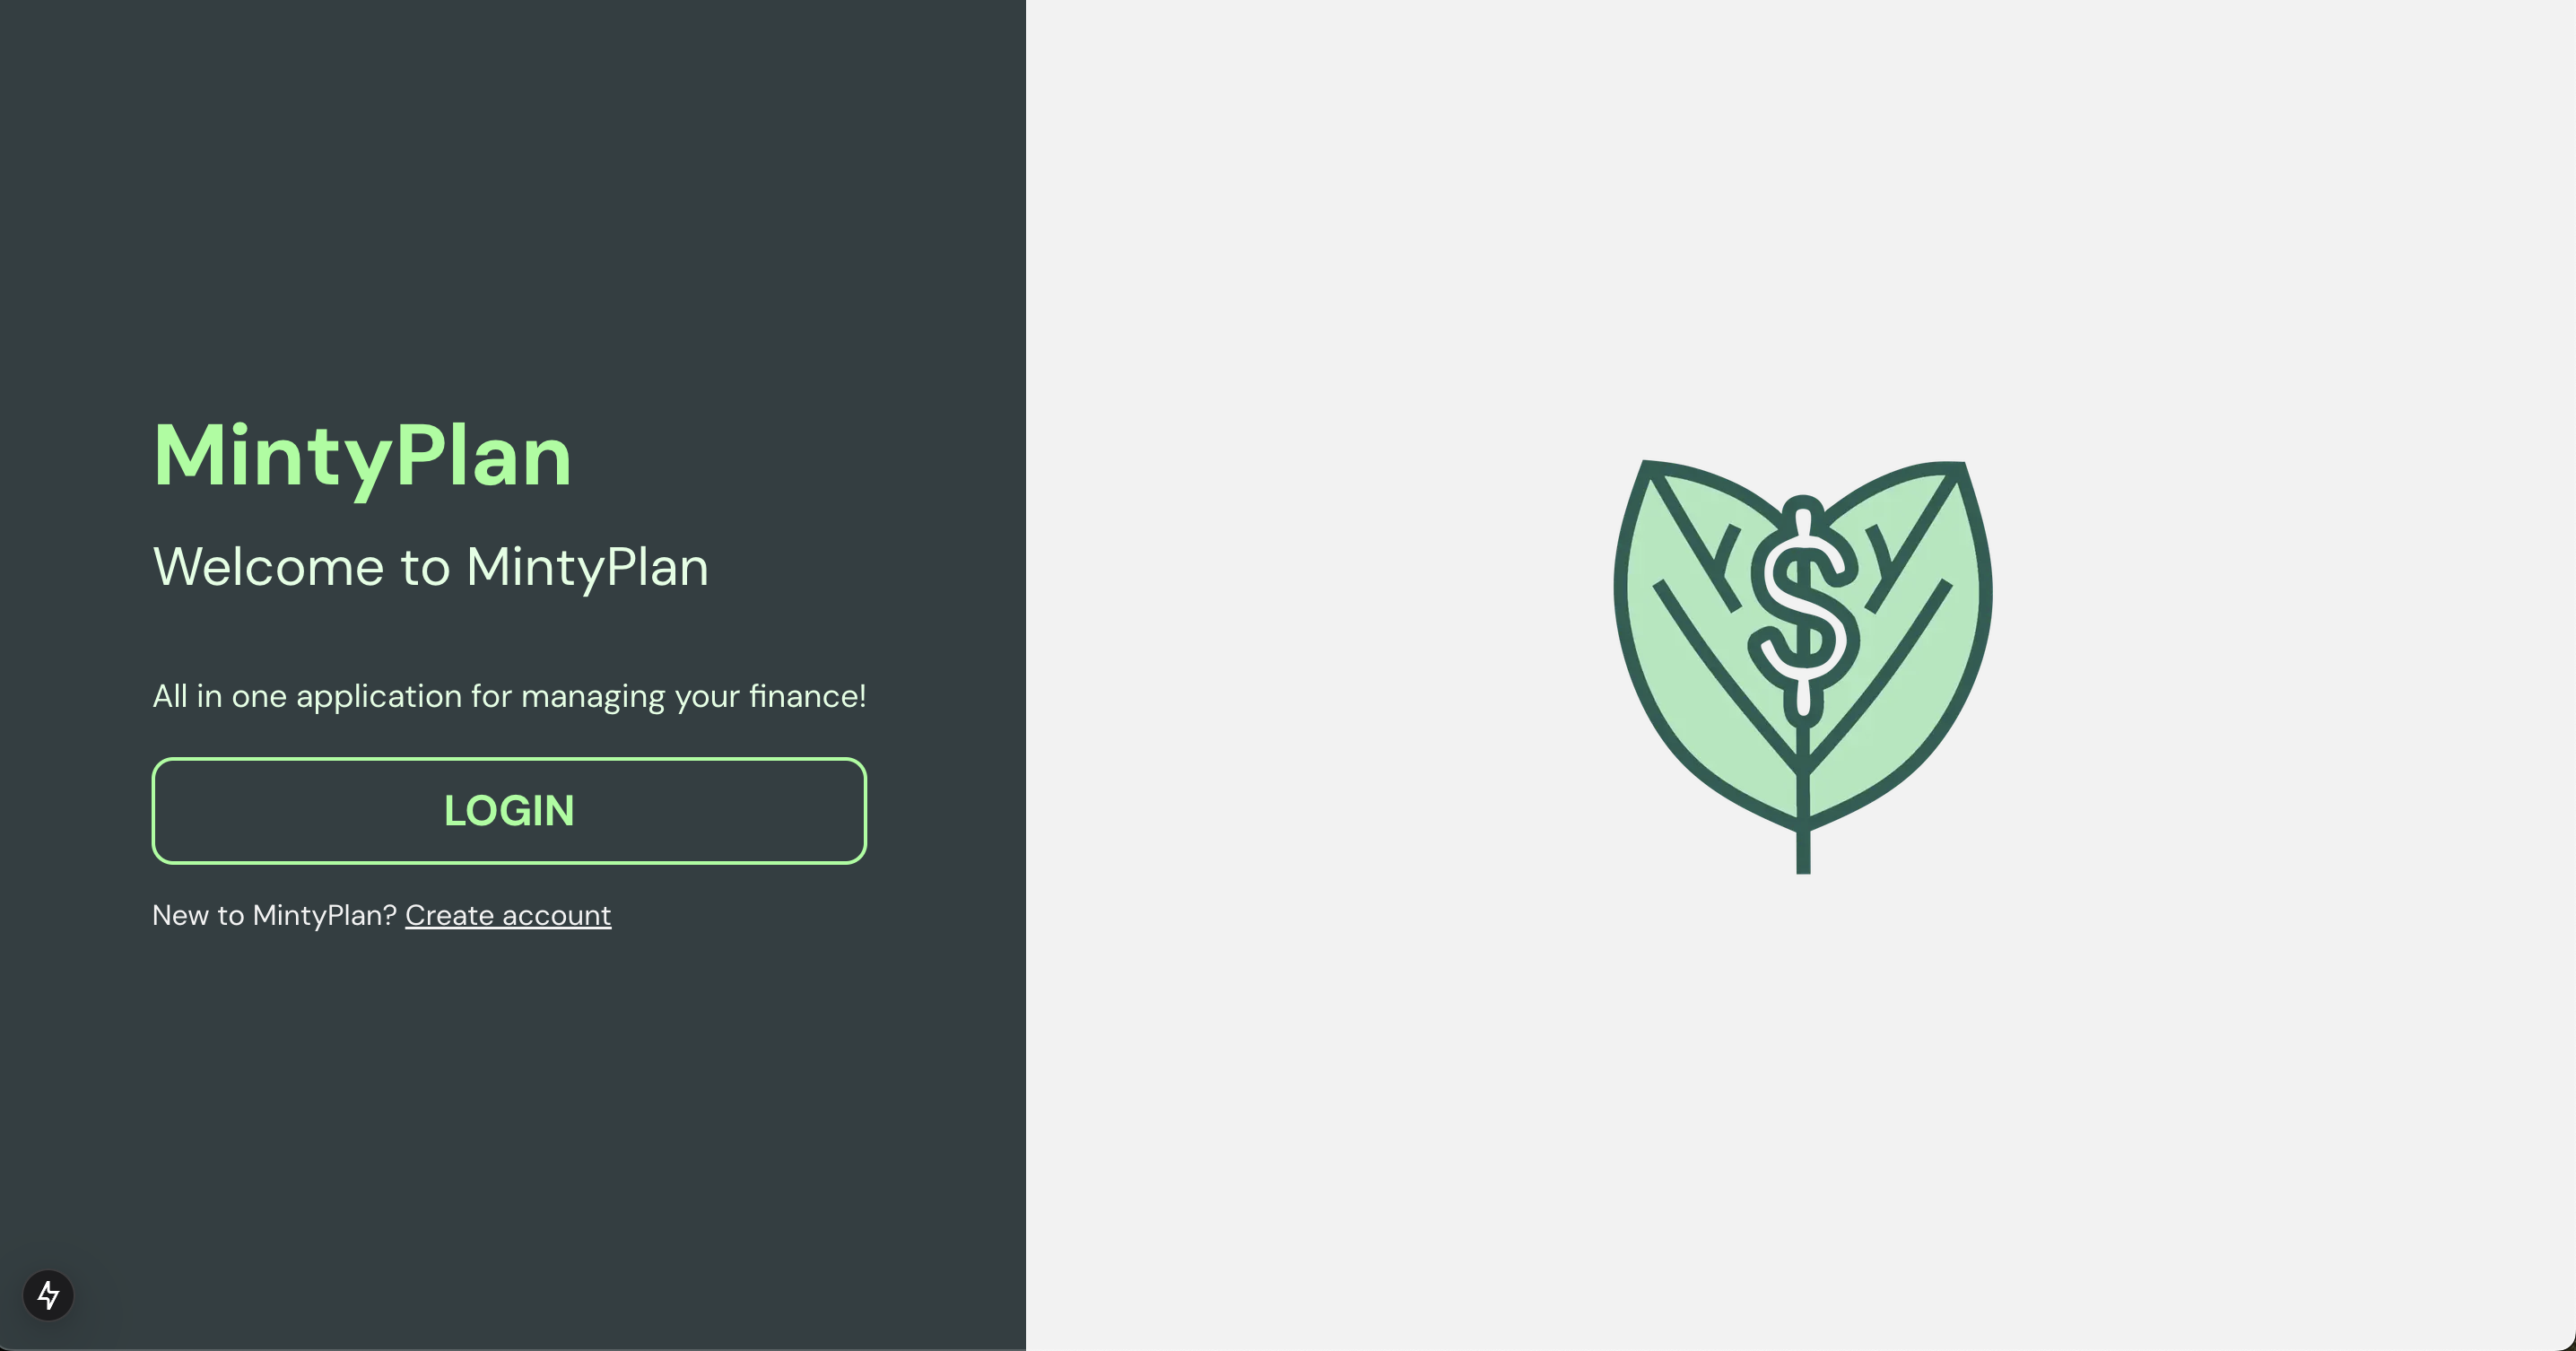 MintyPlan
Welcome to MintyPlan
All in one application for managing your finance!
LOGIN
New to MintyPlan? Create account
$